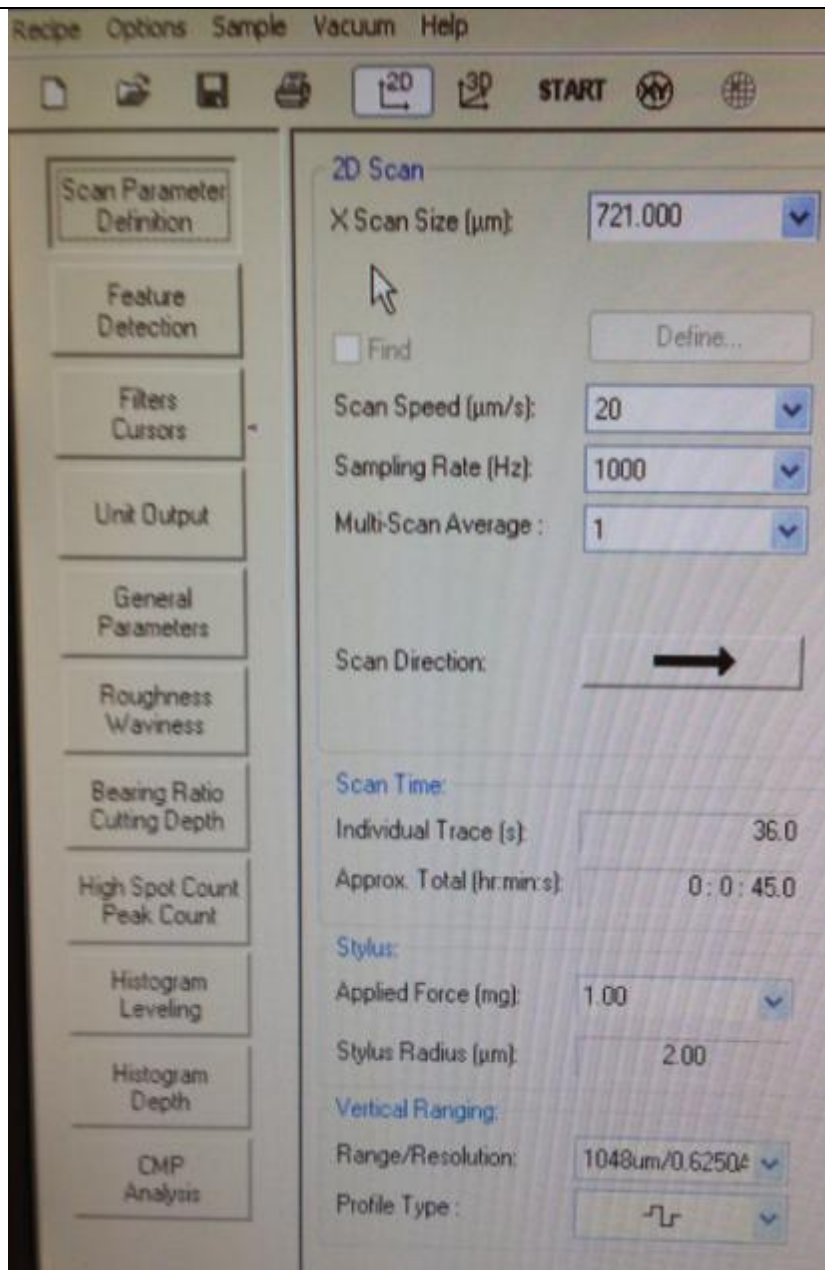 Recipe Options Sample Vacuum Help
2D 3D START XY
Scan Parameter
Definition
Feature
Detection
Filters
Cursors
Unit Output
General
Parameters
Roughness
Waviness
Bearing Ratio
Cutting Depth
High Spot Count
Peak Count
Histogram
Leveling
Histogram
Depth
CMP
Analysis
2D Scan
X Scan Size (µm): 721.000
Find Define...
Scan Speed (µm/s): 20
Sampling Rate (Hz): 1000
Multi-Scan Average : 1
Scan Direction:
Scan Time:
Individual Trace (s): 36.0
Approx. Total (hr:min:s): 0 : 0 : 45.0
Stylus:
Applied Force (mg): 1.00
Stylus Radius (µm): 2.00
Vertical Ranging:
Range/Resolution: 1048um/0.6250A
Profile Type :